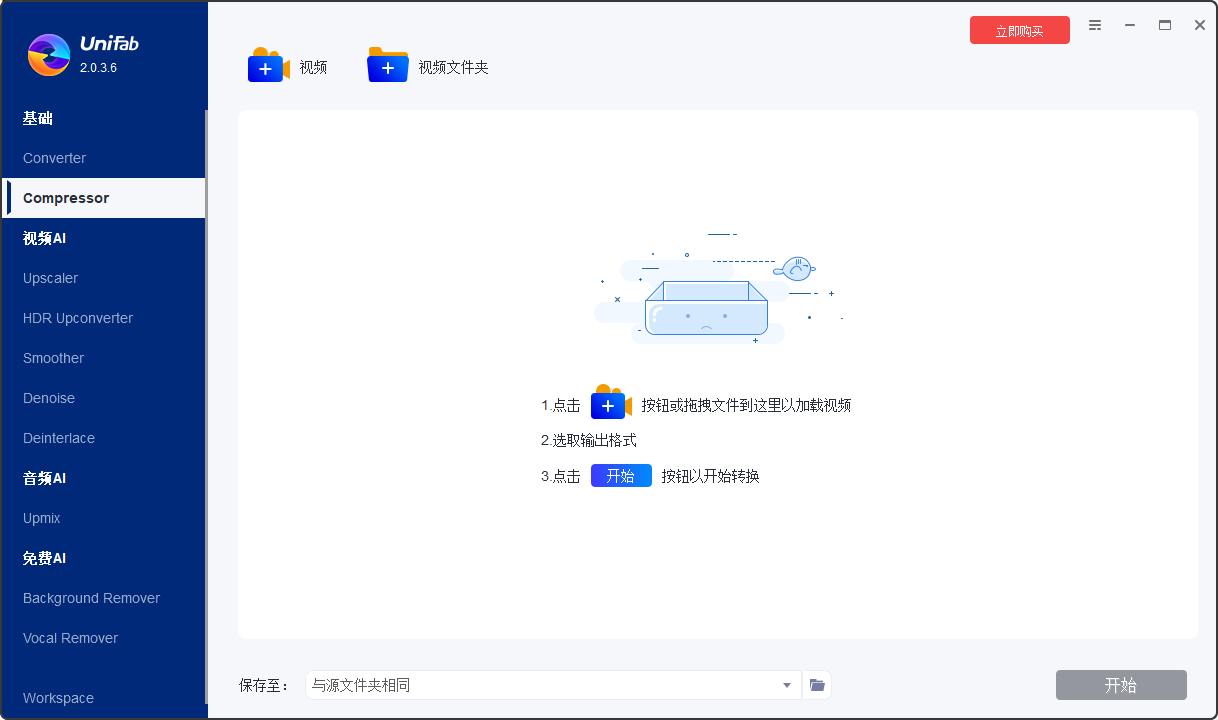 UniFab
2.0.3.6
立即购买
视频
视频文件夹
基础
Converter
Compressor
视频AI
Upscaler
HDR Upconverter
Smoother
Denoise
Deinterlace
音频AI
Upmix
免费AI
Background Remover
Vocal Remover
Workspace
1.点击 按钮或拖拽文件到这里以加载视频
2.选取输出格式
3.点击 开始 按钮以开始转换
保存至： 与源文件夹相同
开始